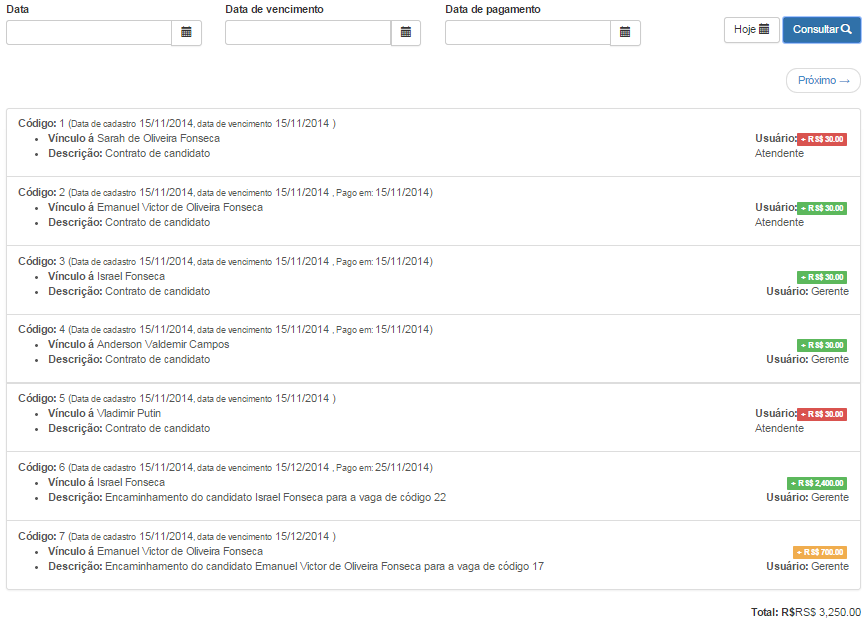 Data Data de vencimento Data de pagamento
Hoje Consultar
Próximo →
Código: 1 (Data de cadastro 15/11/2014, data de vencimento 15/11/2014 )
Vínculo á Sarah de Oliveira Fonseca
Usuário: + RS$ 30.00
Descrição: Contrato de candidato
Atendente
Código: 2 (Data de cadastro 15/11/2014, data de vencimento 15/11/2014 , Pago em: 15/11/2014)
Vínculo á Emanuel Victor de Oliveira Fonseca
Usuário: + RS$ 30.00
Descrição: Contrato de candidato
Atendente
Código: 3 (Data de cadastro 15/11/2014, data de vencimento 15/11/2014 , Pago em: 15/11/2014)
Vínculo á Israel Fonseca
+ RS$ 30.00
Descrição: Contrato de candidato
Usuário: Gerente
Código: 4 (Data de cadastro 15/11/2014, data de vencimento 15/11/2014 , Pago em: 15/11/2014)
Vínculo á Anderson Valdemir Campos
+ RS$ 30.00
Descrição: Contrato de candidato
Usuário: Gerente
Código: 5 (Data de cadastro 15/11/2014, data de vencimento 15/11/2014 )
Vínculo á Vladimir Putin
Usuário: + RS$ 30.00
Descrição: Contrato de candidato
Atendente
Código: 6 (Data de cadastro 15/11/2014, data de vencimento 15/12/2014 , Pago em: 25/11/2014)
Vínculo á Israel Fonseca
+ RS$ 2,400.00
Descrição: Encaminhamento do candidato Israel Fonseca para a vaga de código 22
Usuário: Gerente
Código: 7 (Data de cadastro 15/11/2014, data de vencimento 15/12/2014 )
Vínculo á Emanuel Victor de Oliveira Fonseca
+ RS$ 700.00
Descrição: Encaminhamento do candidato Emanuel Victor de Oliveira Fonseca para a vaga de código 17
Usuário: Gerente
Total: R$RS$ 3,250.00